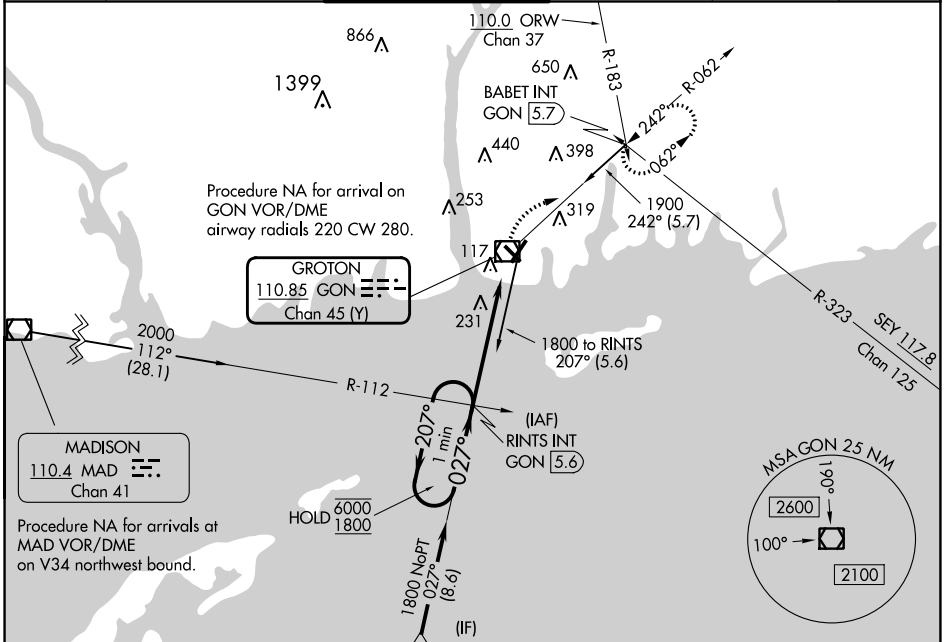 110.0 ORW
Chan 37
866
R-183
650
1399
BABET INT
GON 5.7
242°
R-062
440
398
062°
Procedure NA for arrival on
GON VOR/DME
airway radials 220 CW 280.
253
319
1900
242° (5.7)
117
GROTON
110.85 GON
Chan 45 (Y)
231
R-323
SEY 117.8
Chan 125
2000
112°
(28.1)
1800 to RINTS
207° (5.6)
R-112
(IAF)
RINTS INT
GON 5.6
207°
1 min
027°
MADISON
110.4 MAD
Chan 41
HOLD 6000
1800
Procedure NA for arrivals at
MAD VOR/DME
on V34 northwest bound.
1800 NoPT
027°
(8.6)
(IF)
MSA GON 25 NM
190°
2600
100°
2100